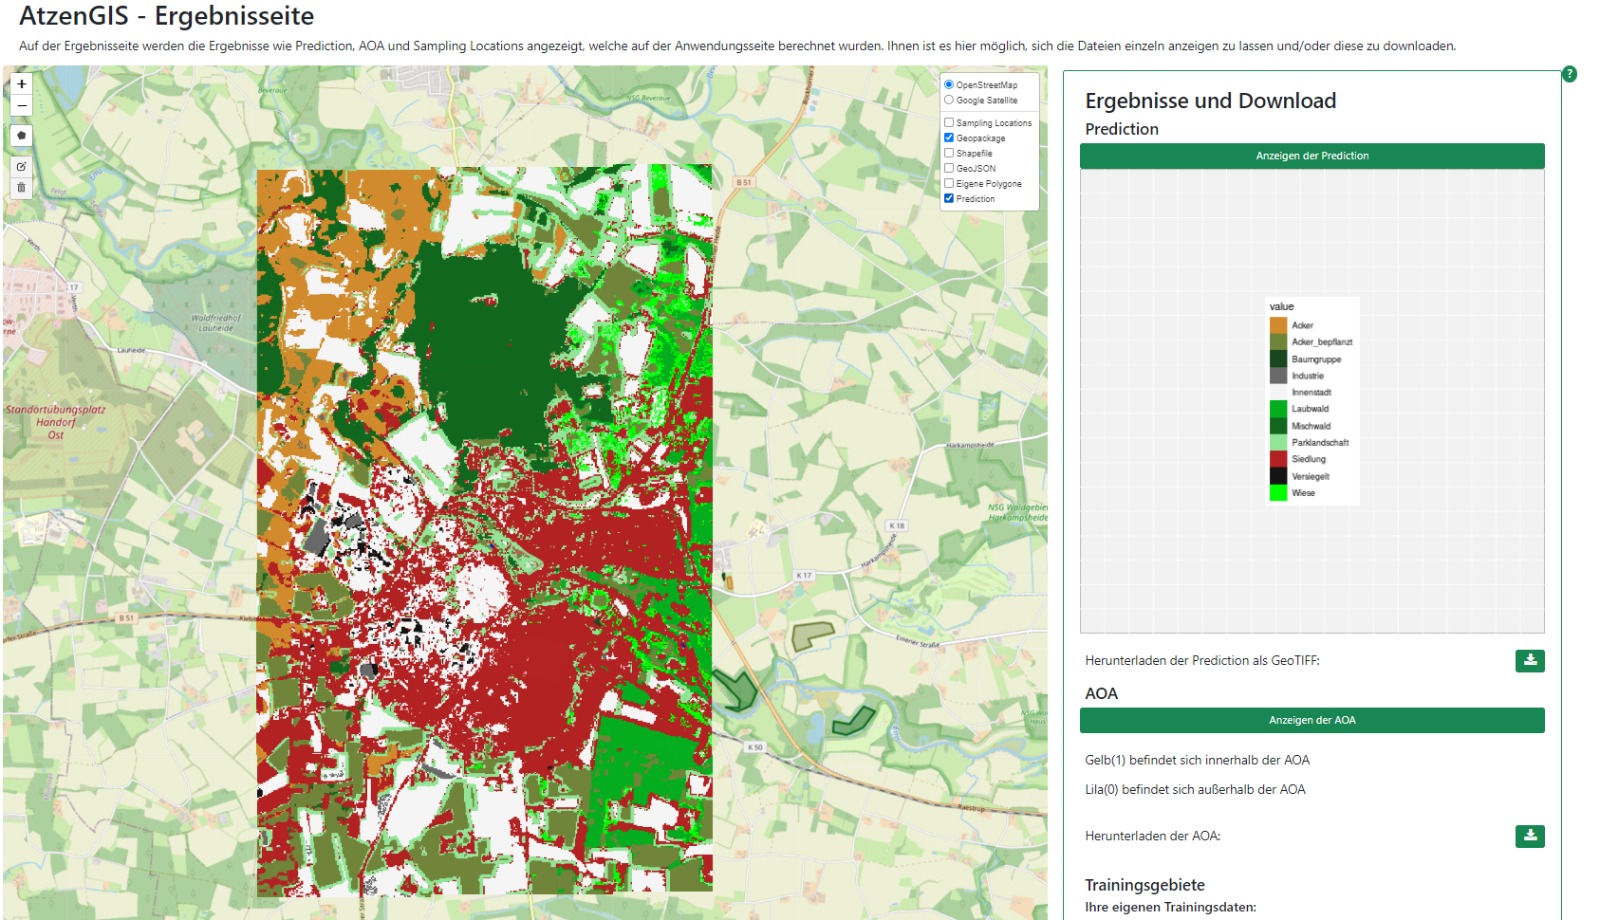 AtzenGIS - Ergebnisseite
Auf der Ergebnisseite werden die Ergebnisse wie Prediction, AOA und Sampling Locations angezeigt, welche auf der Anwendungsseite berechnet wurden. Ihnen ist es hier möglich, sich die Dateien einzeln anzeigen zu lassen und/oder diese zu downloaden.
+
−
OpenStreetMap
Google Satellite
Sampling Locations
Geopackage
Shapefile
GeoJSON
Eigene Polygone
Prediction
Beveraue
NSG Beveraue
B 51
17
Waldfriedhof
Lauheide
Lauheide
Standortübungsplatz
Handorf
Ost
Harkampsheide
NSG Waldgebiet
Harkampsheide
K 18
K 17
Emener Straße
B 51
K 50
Raestrup
?
Ergebnisse und Download
Prediction
Anzeigen der Prediction
value
Acker
Acker_bepflanzt
Baumgruppe
Industrie
Innenstadt
Laubwald
Mischwald
Parklandschaft
Siedlung
Versiegelt
Wiese
Herunterladen der Prediction als GeoTIFF:
AOA
Anzeigen der AOA
Gelb(1) befindet sich innerhalb der AOA
Lila(0) befindet sich außerhalb der AOA
Herunterladen der AOA:
Trainingsgebiete
Ihre eigenen Trainingsdaten: